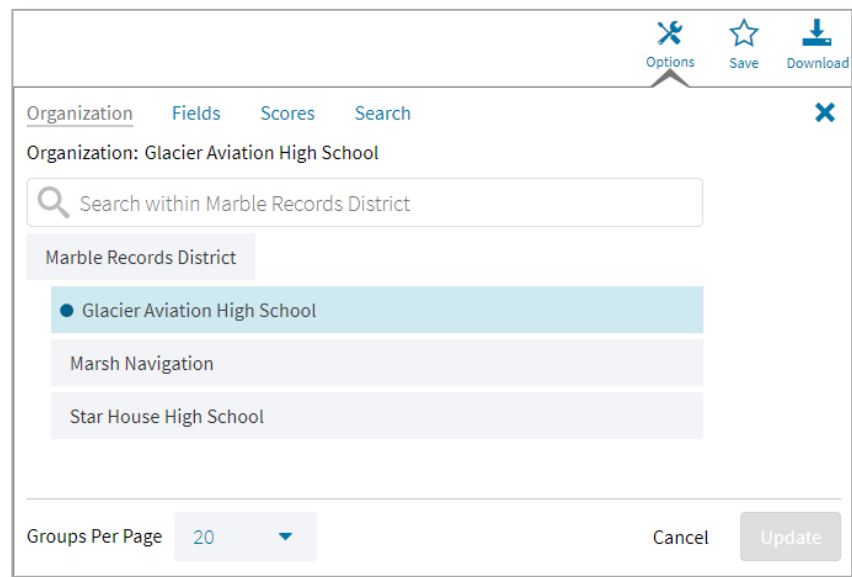 Options Save Download
Organization Fields Scores Search
Organization: Glacier Aviation High School
Search within Marble Records District
Marble Records District
Glacier Aviation High School
Marsh Navigation
Star House High School
Groups Per Page 20 Cancel Update